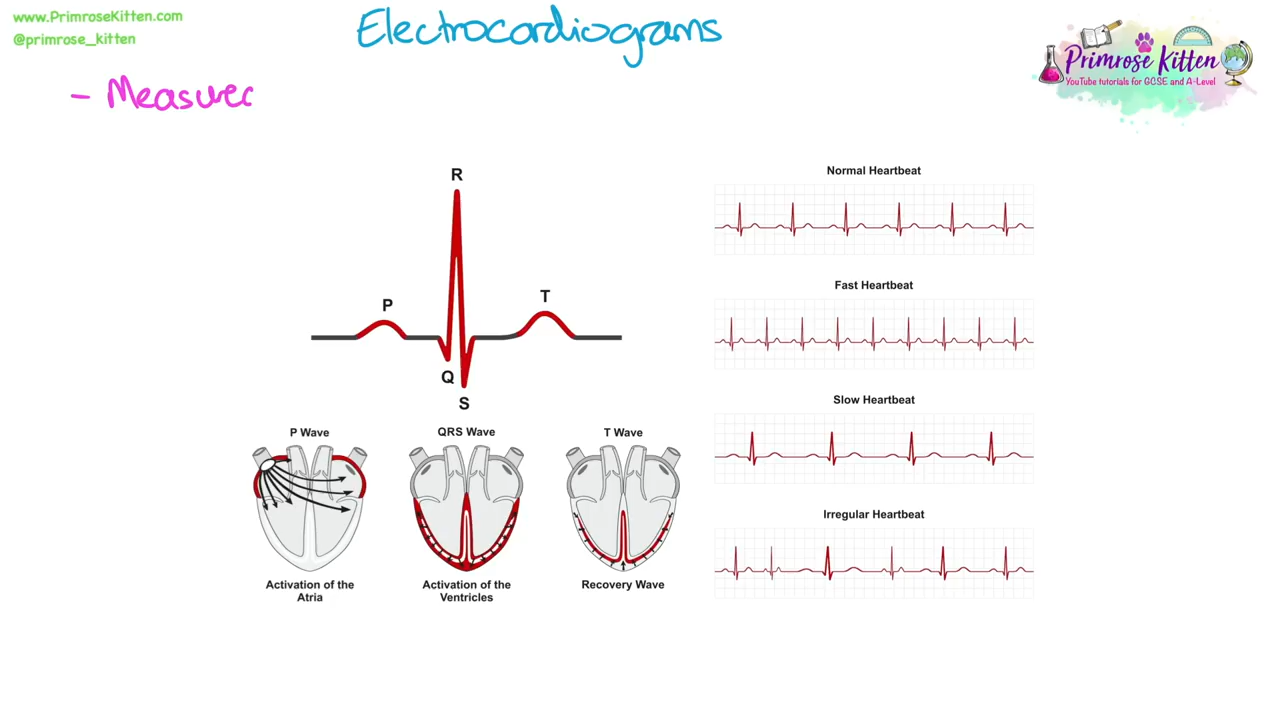 www.PrimroseKitten.com
@primrose_kitten
Electrocardiograms
Primrose Kitten
YouTube tutorials for GCSE and A-Level
- Measurec
R
P
T
Q
S
P Wave
QRS Wave
T Wave
Activation of the
Atria
Activation of the
Ventricles
Recovery Wave
Normal Heartbeat
Fast Heartbeat
Slow Heartbeat
Irregular Heartbeat